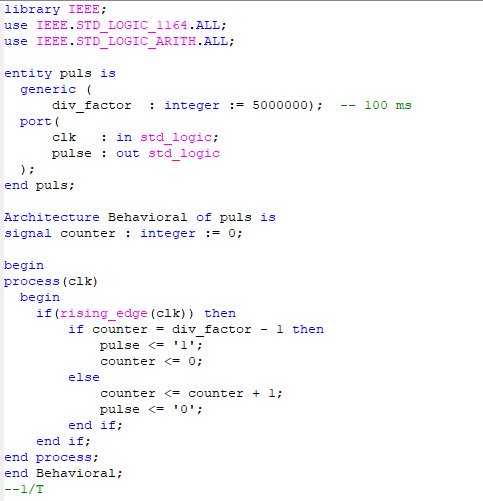 library IEEE;
use IEEE.STD_LOGIC_1164.ALL;
use IEEE.STD_LOGIC_ARITH.ALL;

entity puls is
  generic (
      div_factor  : integer := 5000000);  -- 100 ms
  port(
      clk   : in std_logic;
      pulse : out std_logic
  );
end puls;

Architecture Behavioral of puls is
signal counter : integer := 0;

begin
process(clk)
  begin
    if(rising_edge(clk)) then
        if counter = div_factor - 1 then
            pulse <= '1';
            counter <= 0;
        else
            counter <= counter + 1;
            pulse <= '0';
        end if;
    end if;
end process;
end Behavioral;
--1/T